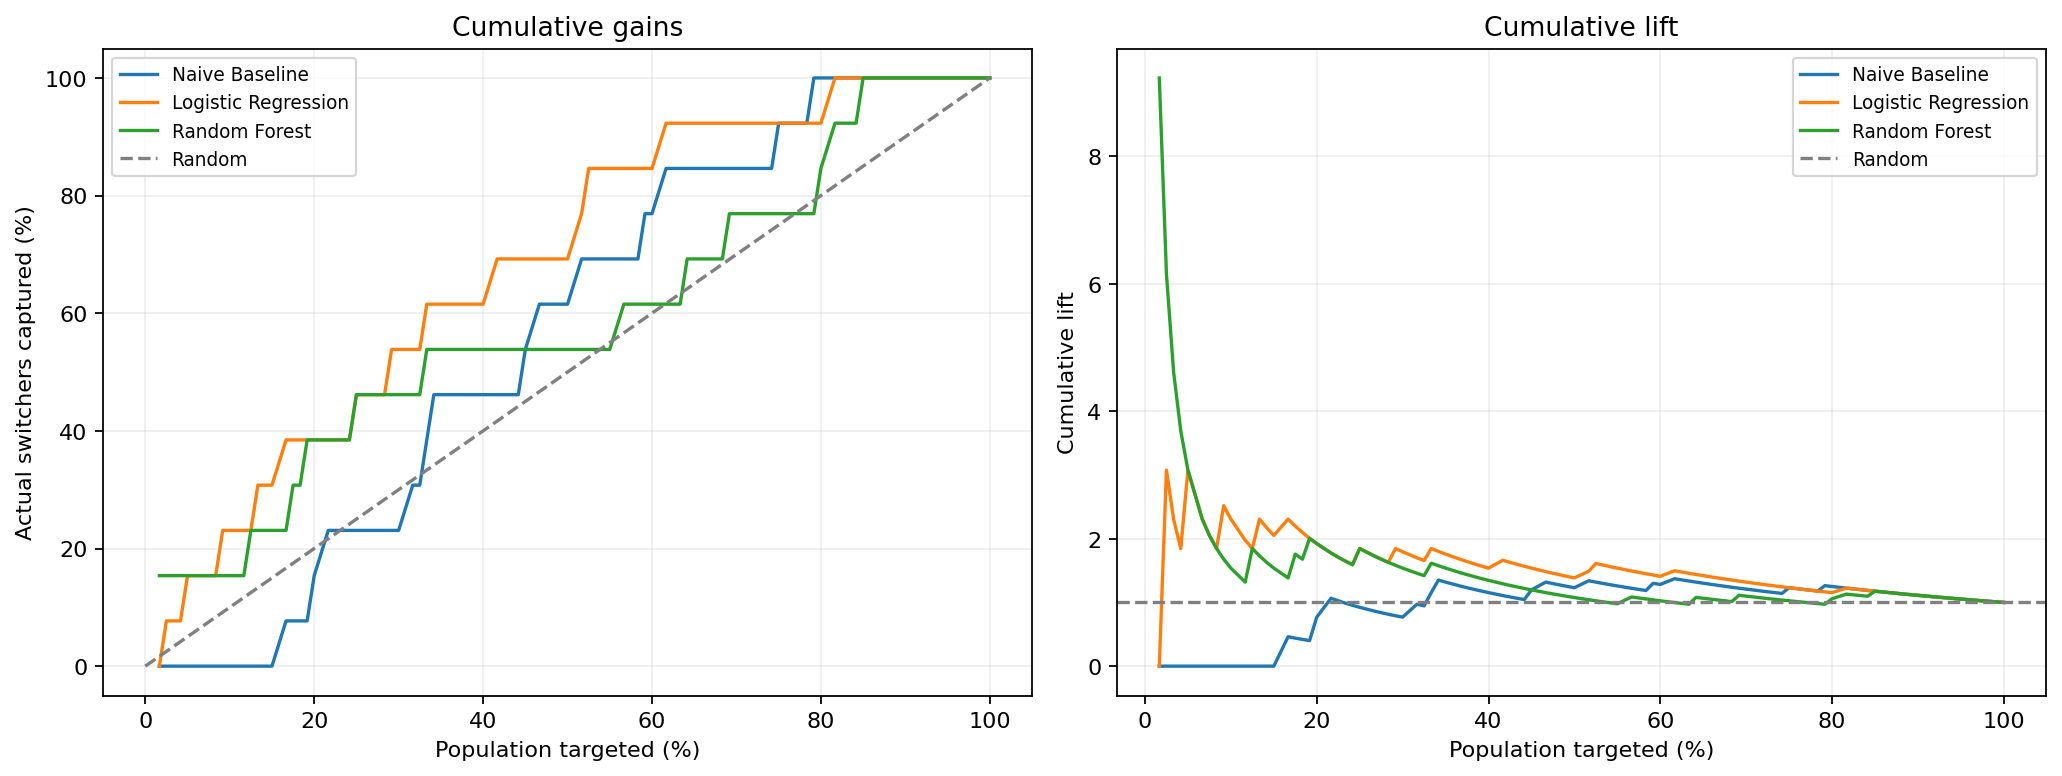 Cumulative gains
Naive Baseline
Logistic Regression
Random Forest
Random
100
80
60
40
20
0
Actual switchers captured (%)
0 20 40 60 80 100
Population targeted (%)
Cumulative lift
Naive Baseline
Logistic Regression
Random Forest
Random
8
6
4
2
0
Cumulative lift
0 20 40 60 80 100
Population targeted (%)